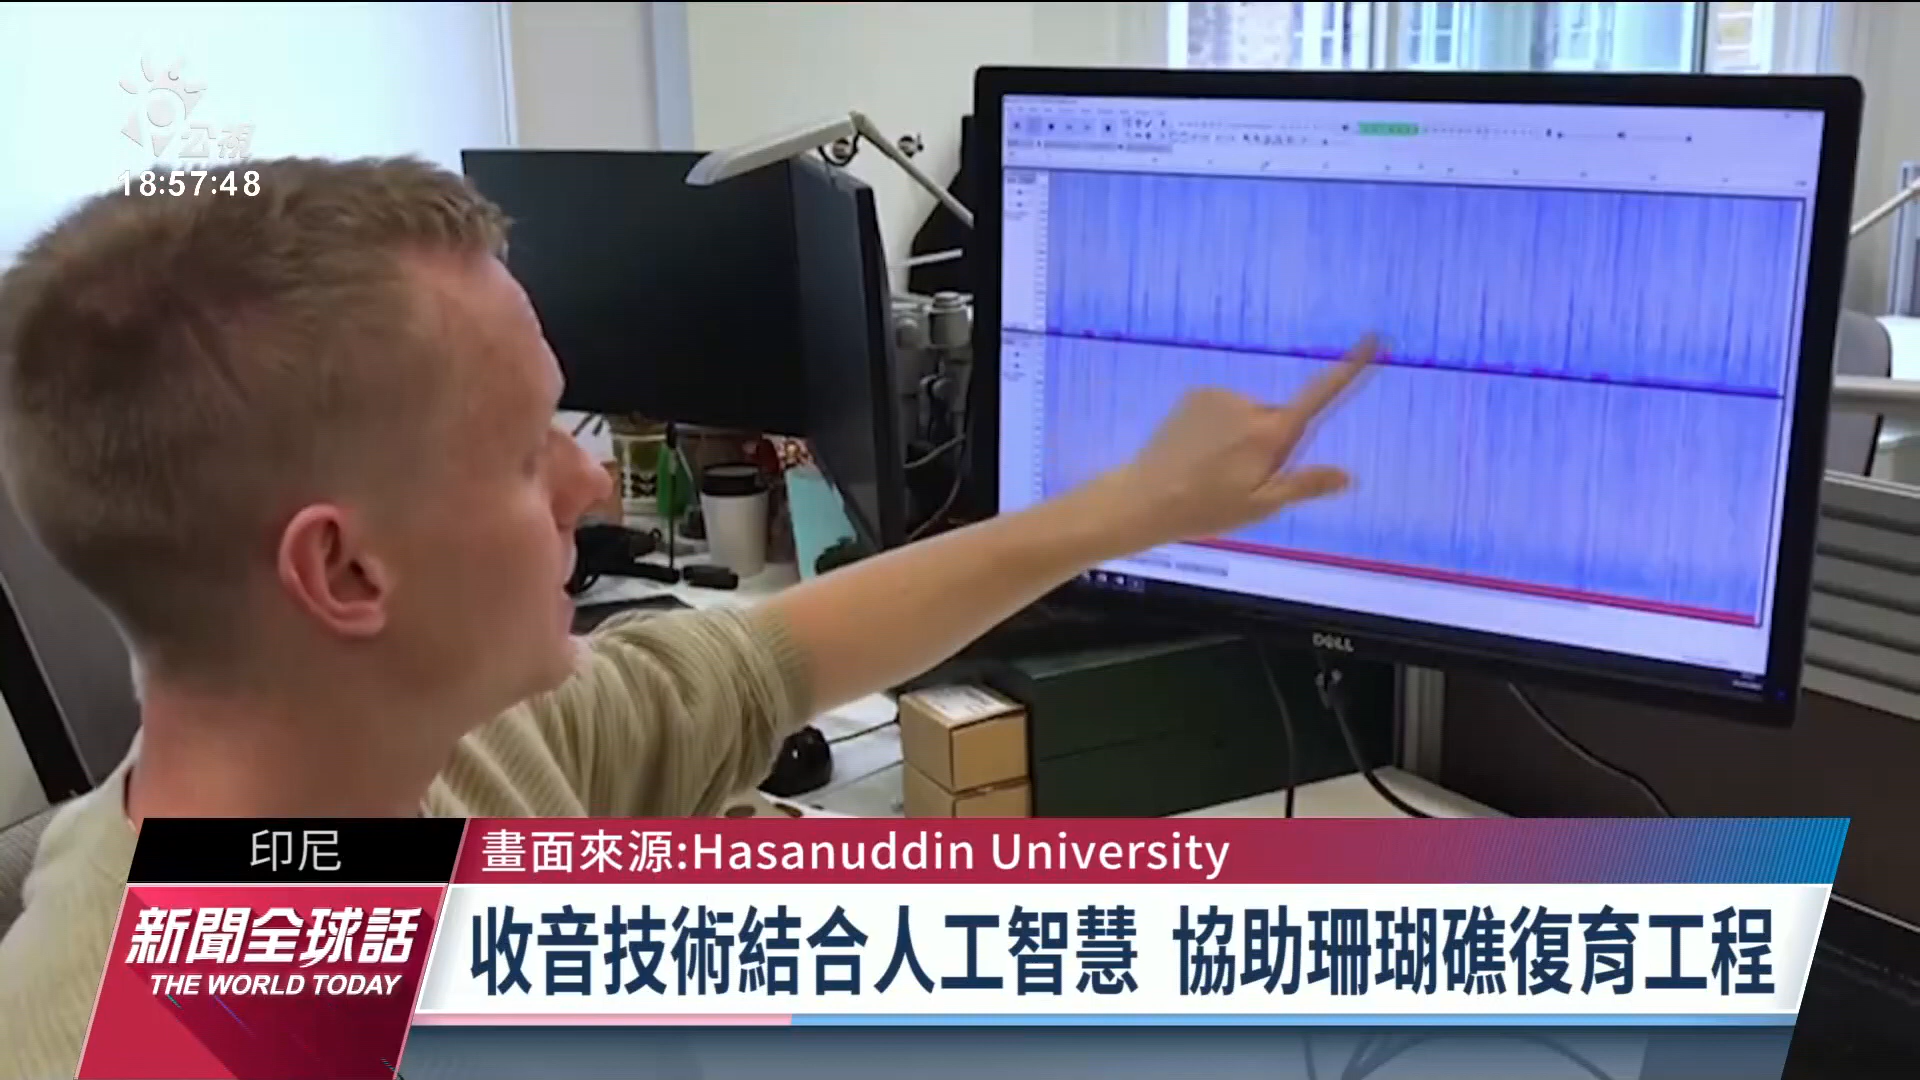 公視
18:57:48
DELL
印尼
畫面來源:Hasanuddin University
新聞全球話
THE WORLD TODAY
收音技術結合人工智慧 協助珊瑚礁復育工程